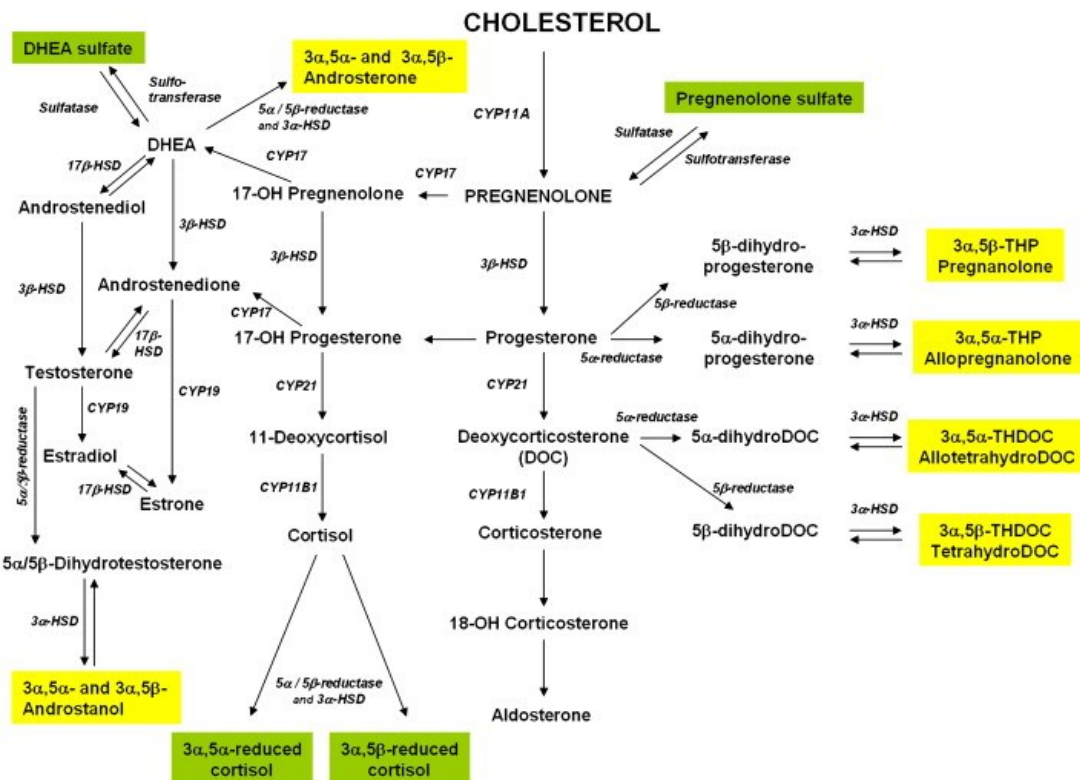 CHOLESTEROL
DHEA sulfate
3α,5α- and 3α,5β-
Androsterone
Sulfo-
transferase
Sulfatase
5α / 5β-reductase
and 3α-HSD
CYP11A
Pregnenolone sulfate
Sulfatase
Sulfotransferase
DHEA
CYP17
17β-HSD
CYP17
17-OH Pregnenolone
PREGNENOLONE
Androstenediol
3β-HSD
3β-HSD
3β-HSD
3β-HSD
5β-dihydro-
progesterone
3α-HSD
3α,5β-THP
Pregnanolone
Androstenedione
CYP17
5β-reductase
17β-
HSD
17-OH Progesterone
Progesterone
5α-reductase
5α-dihydro-
progesterone
3α-HSD
3α,5α-THP
Allopregnanolone
Testosterone
CYP19
CYP19
CYP21
CYP21
5α/5β-reductase
11-Deoxycortisol
Deoxycorticosterone
(DOC)
5α-reductase
5α-dihydroDOC
3α-HSD
3α,5α-THDOC
AllotetrahydroDOC
Estradiol
17β-HSD
Estrone
CYP11B1
CYP11B1
5β-reductase
5β-dihydroDOC
3α-HSD
3α,5β-THDOC
TetrahydroDOC
Cortisol
Corticosterone
5α/5β-Dihydrotestosterone
3α-HSD
18-OH Corticosterone
3α,5α- and 3α,5β-
Androstanol
5α / 5β-reductase
and 3α-HSD
Aldosterone
3α,5α-reduced
cortisol
3α,5β-reduced
cortisol